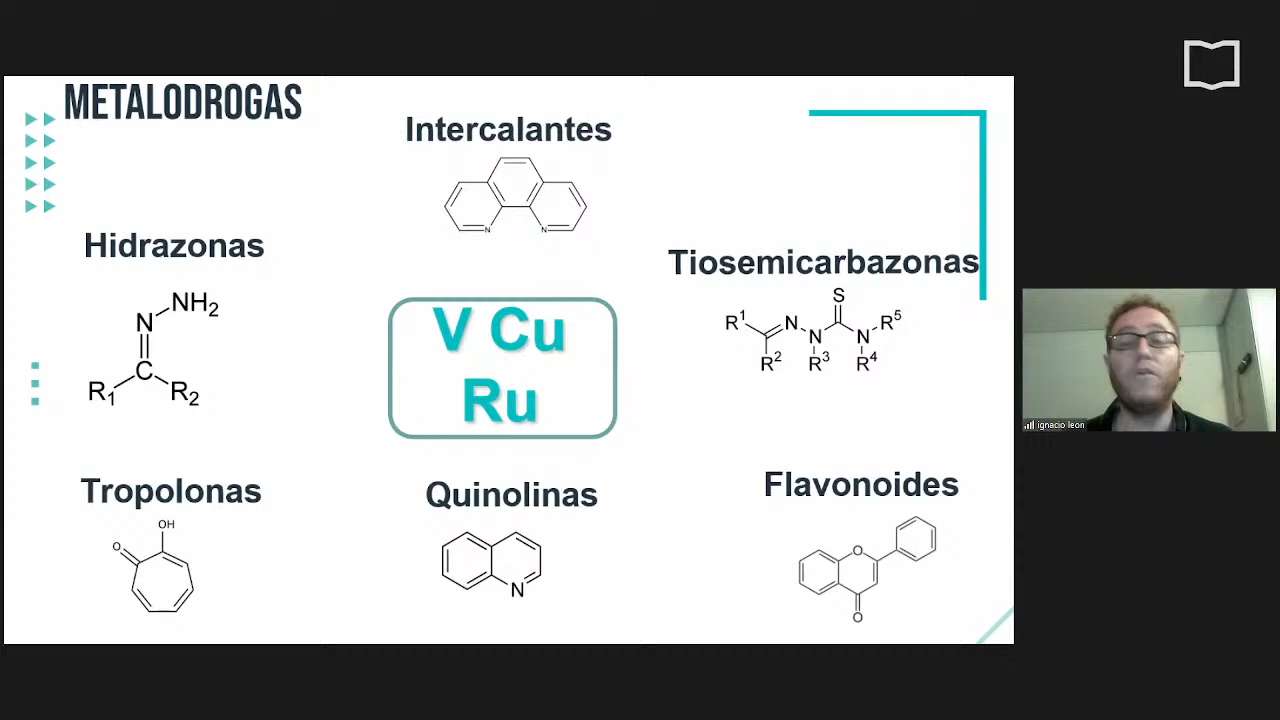 METALODROGAS
Intercalantes
N N
Hidrazonas
NH2
N
C
R1 R2
Tiosemicarbazonas
S
R1 N N N R5
R2 R3 R4
V Cu
Ru
Tropolonas
OH
O
Quinolinas
N
Flavonoides
O
O
ignacio leon